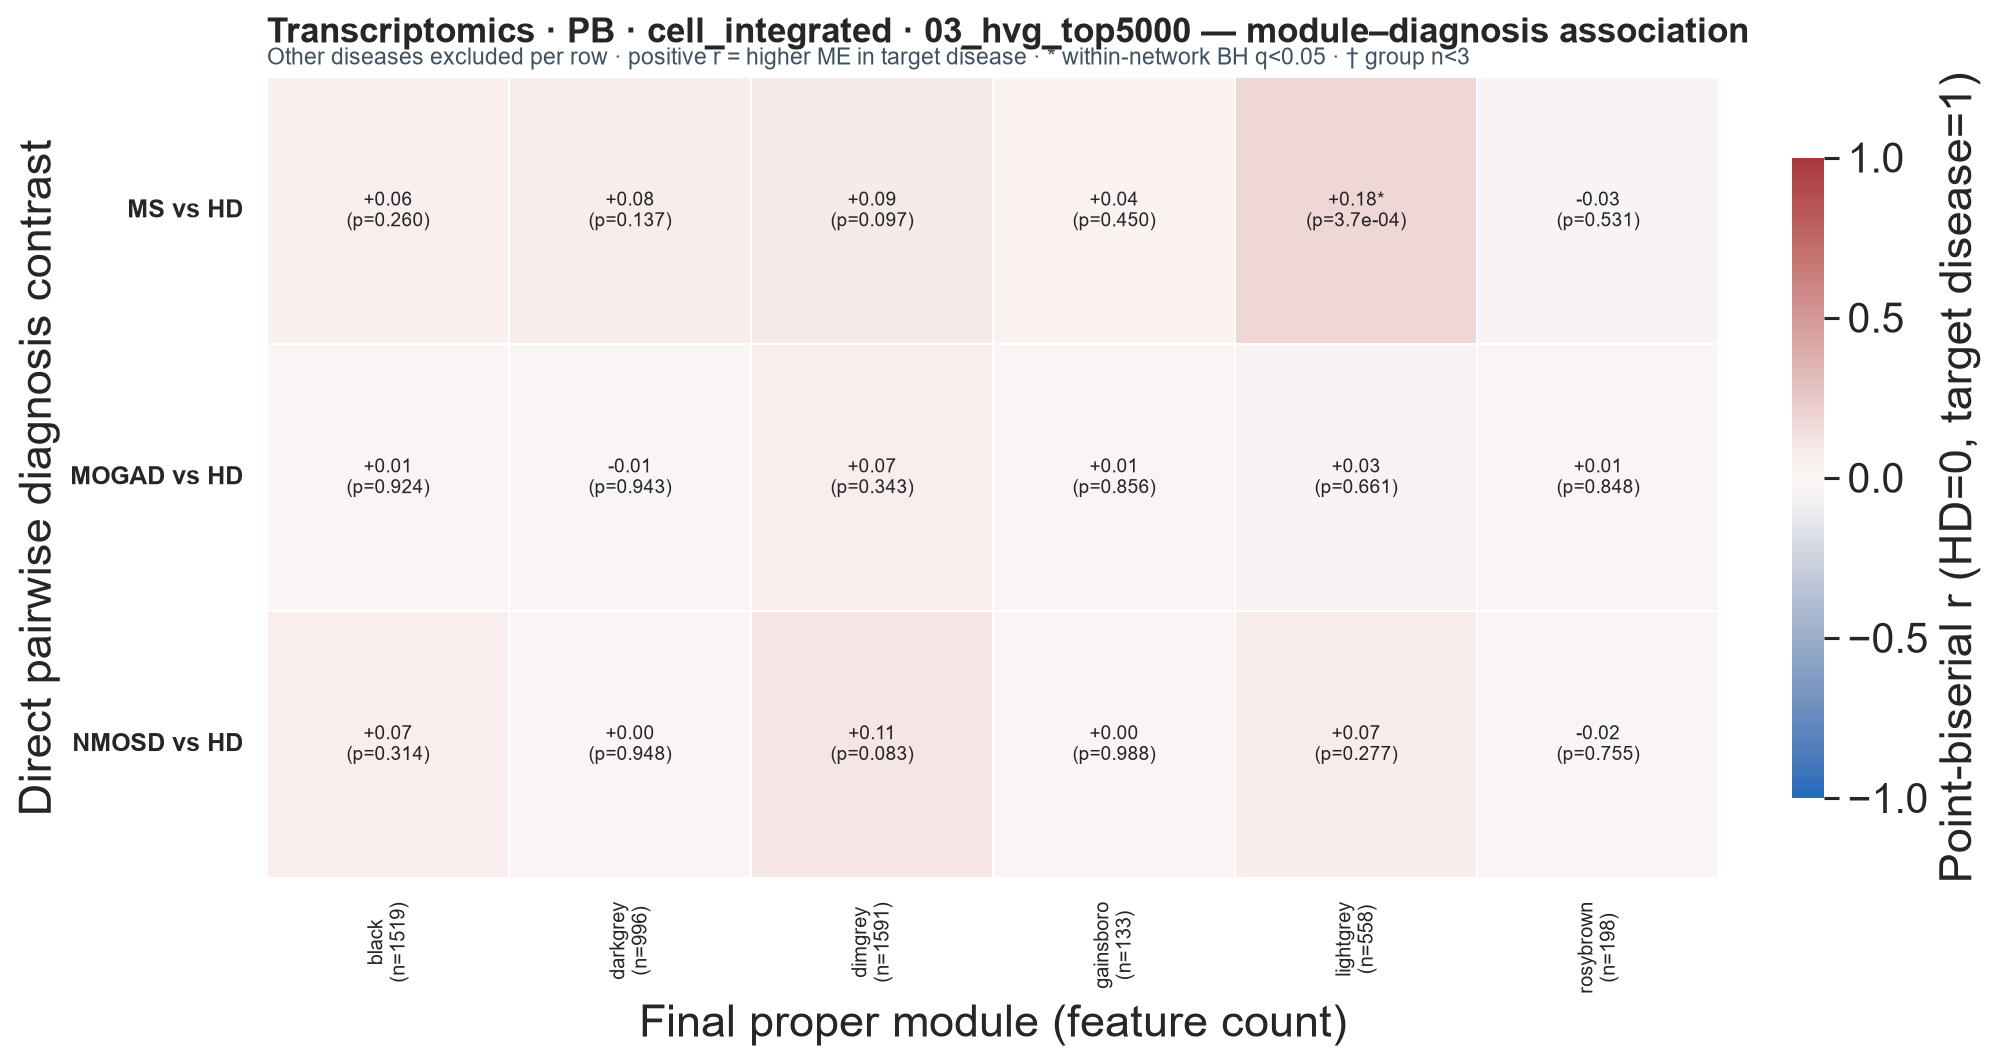 Transcriptomics · PB · cell_integrated · 03_hvg_top5000 — module–diagnosis association
Other diseases excluded per row · positive r = higher ME in target disease · * within-network BH q<0.05 · † group n<3
Direct pairwise diagnosis contrast
MS vs HD
+0.06
(p=0.260)
+0.08
(p=0.137)
+0.09
(p=0.097)
+0.04
(p=0.450)
+0.18*
(p=3.7e-04)
-0.03
(p=0.531)
MOGAD vs HD
+0.01
(p=0.924)
-0.01
(p=0.943)
+0.07
(p=0.343)
+0.01
(p=0.856)
+0.03
(p=0.661)
+0.01
(p=0.848)
NMOSD vs HD
+0.07
(p=0.314)
+0.00
(p=0.948)
+0.11
(p=0.083)
+0.00
(p=0.988)
+0.07
(p=0.277)
-0.02
(p=0.755)
black
(n=1519)
darkgrey
(n=996)
dimgrey
(n=1591)
gainsboro
(n=133)
lightgrey
(n=558)
rosybrown
(n=198)
Final proper module (feature count)
1.0
0.5
0.0
−0.5
−1.0
Point-biserial r (HD=0, target disease=1)